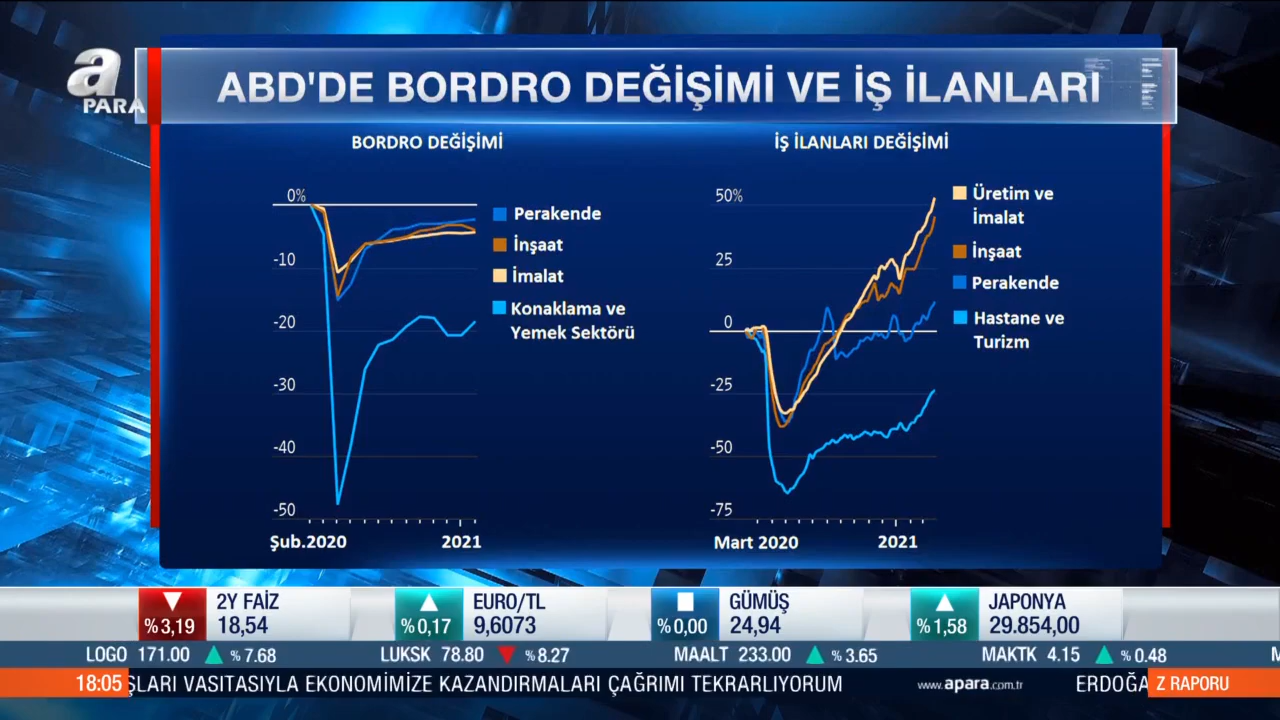 a
PARA
ABD'DE BORDRO DEĞİŞİMİ VE İŞ İLANLARI
BORDRO DEĞİŞİMİ
0%
-10
-20
-30
-40
-50
Şub.2020
2021
Perakende
İnşaat
İmalat
Konaklama ve
Yemek Sektörü
İŞ İLANLARI DEĞİŞİMİ
50%
25
0
-25
-50
-75
Mart 2020
2021
Üretim ve
İmalat
İnşaat
Perakende
Hastane ve
Turizm
%3,19
2Y FAİZ
18,54
%0,17
EURO/TL
9,6073
%0,00
GÜMÜŞ
24,94
%1,58
JAPONYA
29.854,00
LOGO 171.00 %7.68 LUKSK 78.80 %8.27 MAALT 233.00 %3.65 MAKTK 4.15 %0.48 M
18:05 ŞLARI VASITASIYLA EKONOMİMİZE KAZANDIRMALARI ÇAĞRIMI TEKRARLIYORUM www.apara.com.tr ERDOĞA Z RAPORU